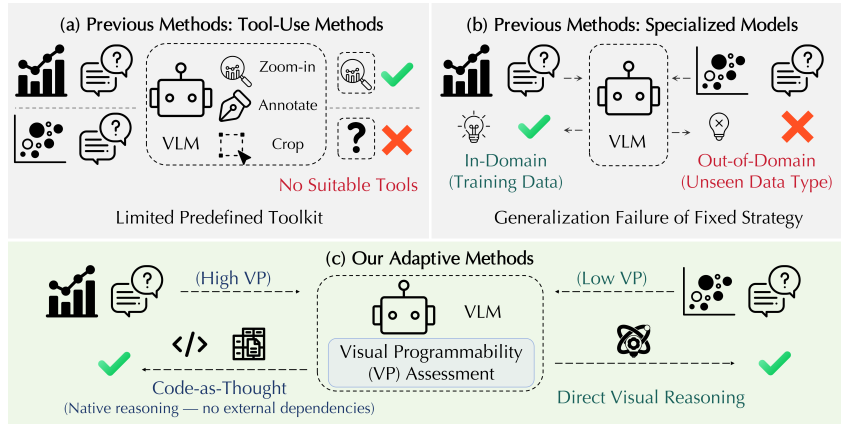 (a) Previous Methods: Tool-Use Methods
?
Zoom-in
Annotate
VLM
Crop
?
?
No Suitable Tools
Limited Predefined Toolkit
(b) Previous Methods: Specialized Models
?
?
VLM
In-Domain
(Training Data)
Out-of-Domain
(Unseen Data Type)
Generalization Failure of Fixed Strategy
(c) Our Adaptive Methods
?
(High VP)
VLM
(Low VP)
?
</>
Visual Programmability
(VP) Assessment
Code-as-Thought
(Native reasoning — no external dependencies)
Direct Visual Reasoning